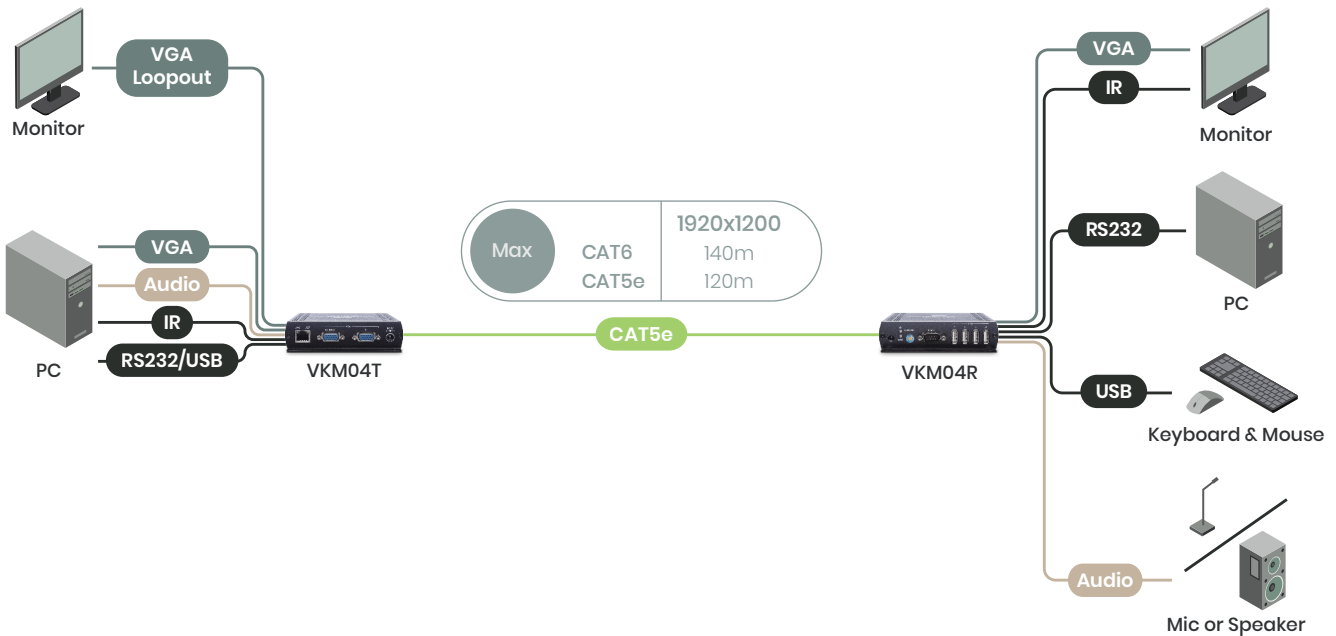 VGA
Loopout
Monitor
VGA
Audio
IR
RS232/USB
PC
VKM04T
Max
1920x1200
CAT6
140m
CAT5e
120m
CAT5e
VKM04R
VGA
IR
Monitor
RS232
PC
USB
Keyboard & Mouse
Audio
Mic or Speaker